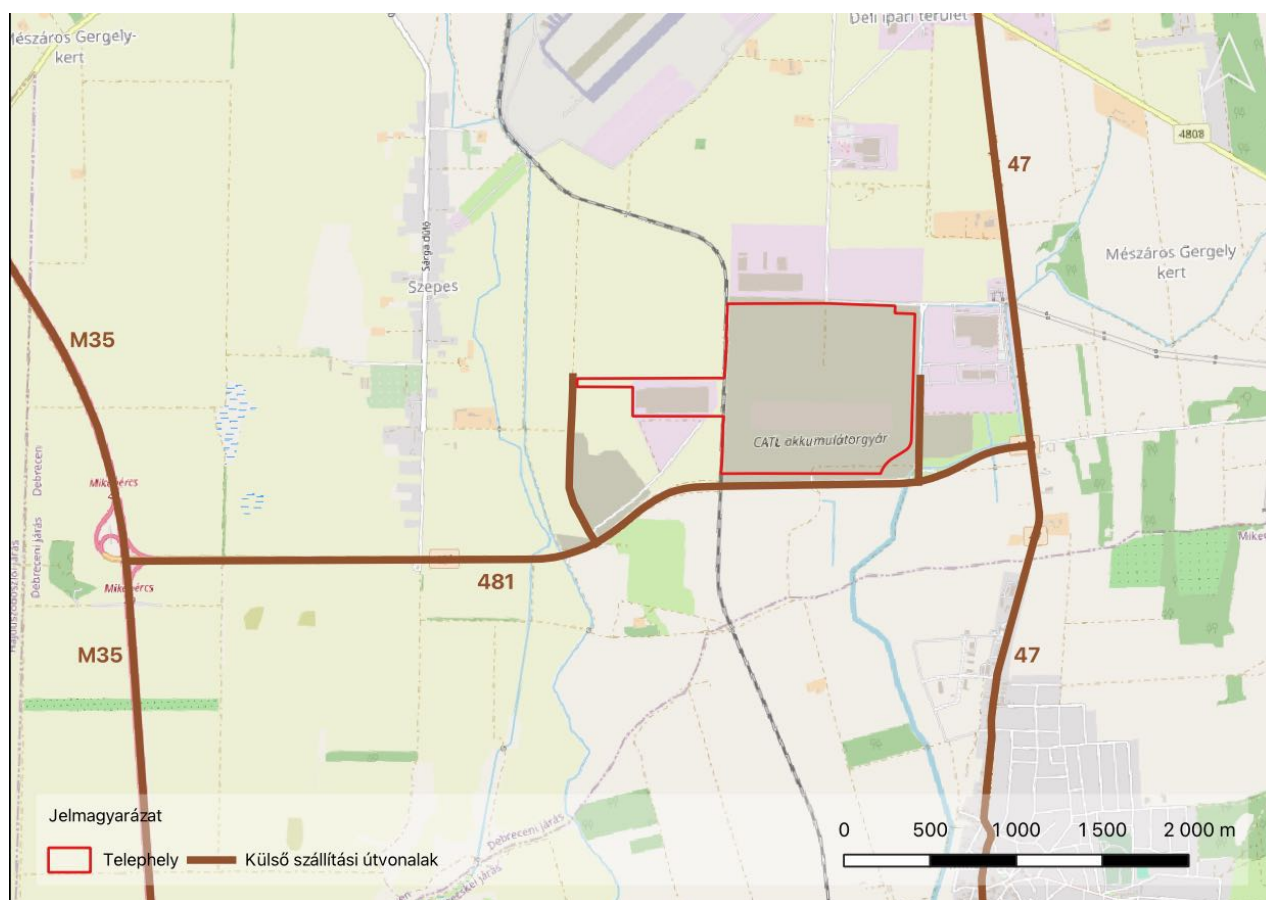 Mészáros Gergely-
kert
Déli ipari terület
4808
47
Sárga dűlő
Szepes
Mészáros Gergely
kert
M35
CATL akkumulátorgyár
Debrecen
Debreceni járás
Mikepércs
Mikepércs
481
M35
47
Jelmagyarázat
Telephely
Külső szállítási útvonalak
Debreceni járás
0 500 1 000 1 500 2 000 m